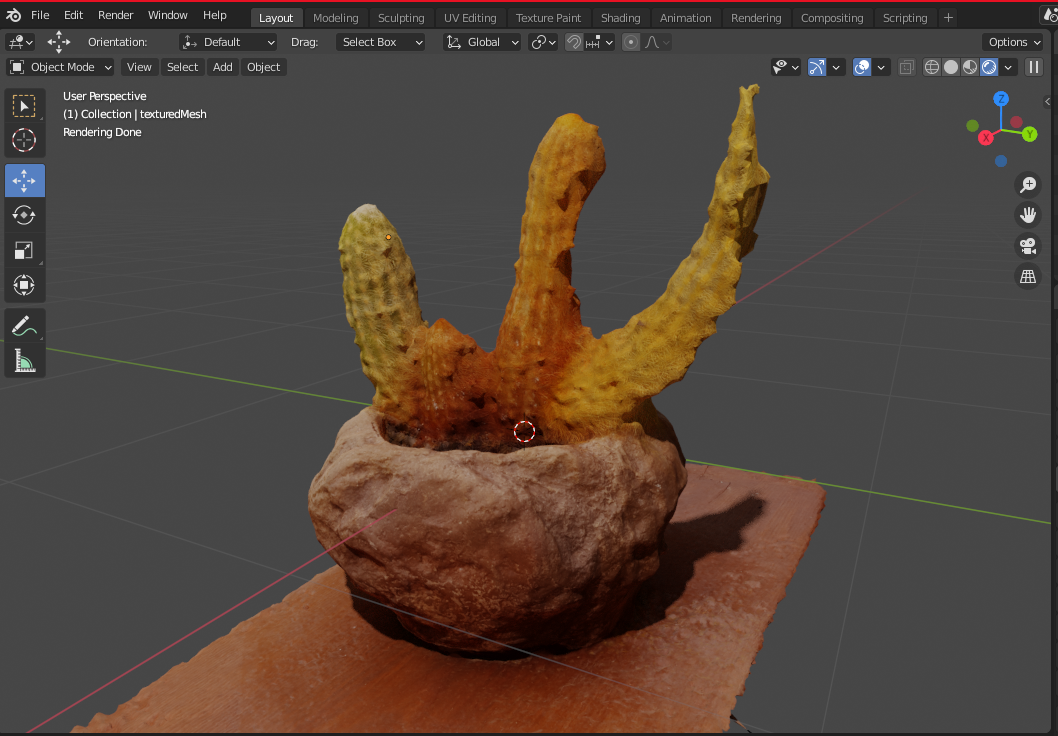 File Edit Render Window Help Layout Modeling Sculpting UV Editing Texture Paint Shading Animation Rendering Compositing Scripting +
Orientation: Default Drag: Select Box Global Options
Object Mode View Select Add Object
User Perspective
(1) Collection | texturedMesh
Rendering Done
Z
Y
X